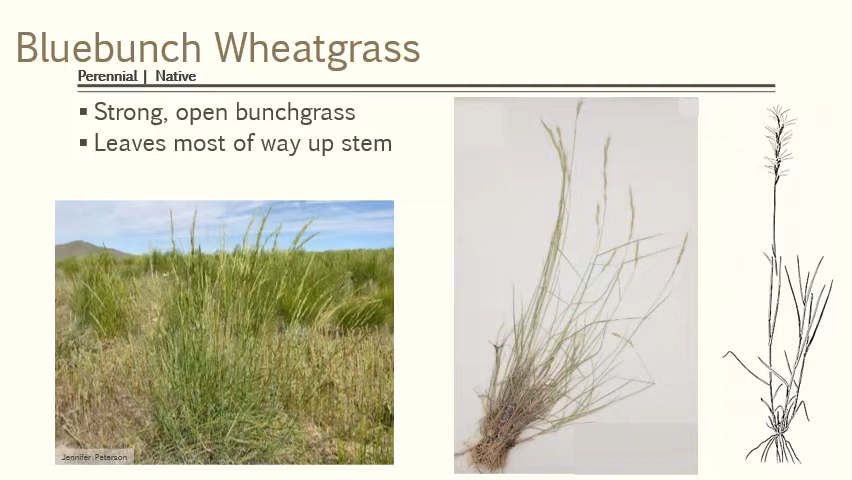 Bluebunch Wheatgrass
Perennial | Native
▪ Strong, open bunchgrass
▪ Leaves most of way up stem
Jennifer Peterson